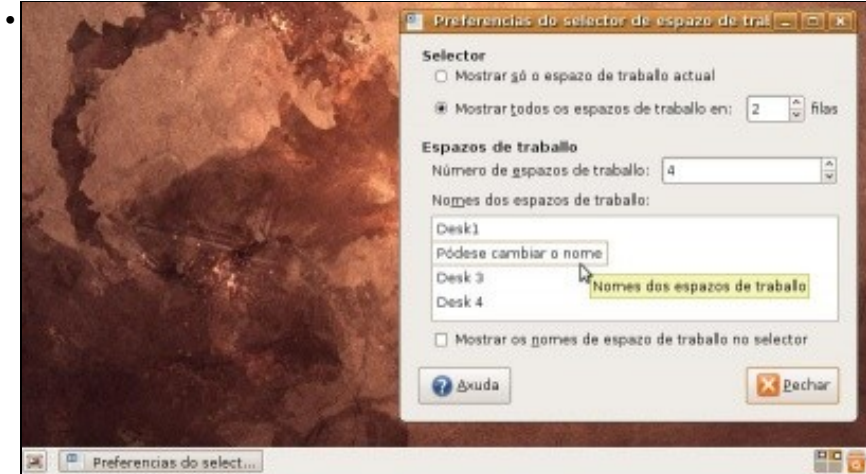 Preferencias do selector de espazo de trab
Selector
Mostrar só o espazo de traballo actual
Mostrar todos os espazos de traballo en: 2 filas
Espazos de traballo
Número de espazos de traballo: 4
Nomes dos espazos de traballo:
Desk1
Pódese cambiar o nome
Desk 3
Nomes dos espazos de traballo
Desk 4
Mostrar os nomes de espazo de traballo no selector
Axuda
Pechar
Preferencias do select...